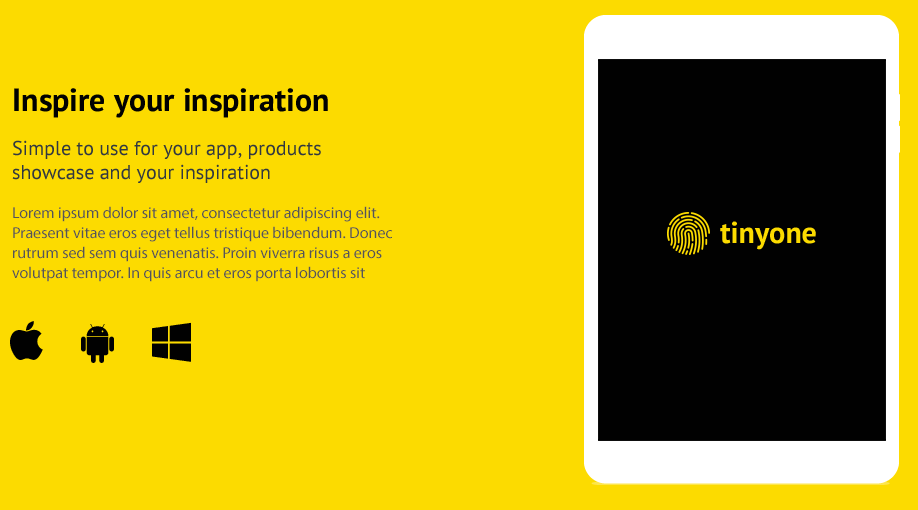 Inspire your inspiration
Simple to use for your app, products
showcase and your inspiration
Lorem ipsum dolor sit amet, consectetur adipiscing elit.
Praesent vitae eros eget tellus tristique bibendum. Donec
rutrum sed sem quis venenatis. Proin viverra risus a eros
volutpat tempor. In quis arcu et eros porta lobortis sit
tinyone